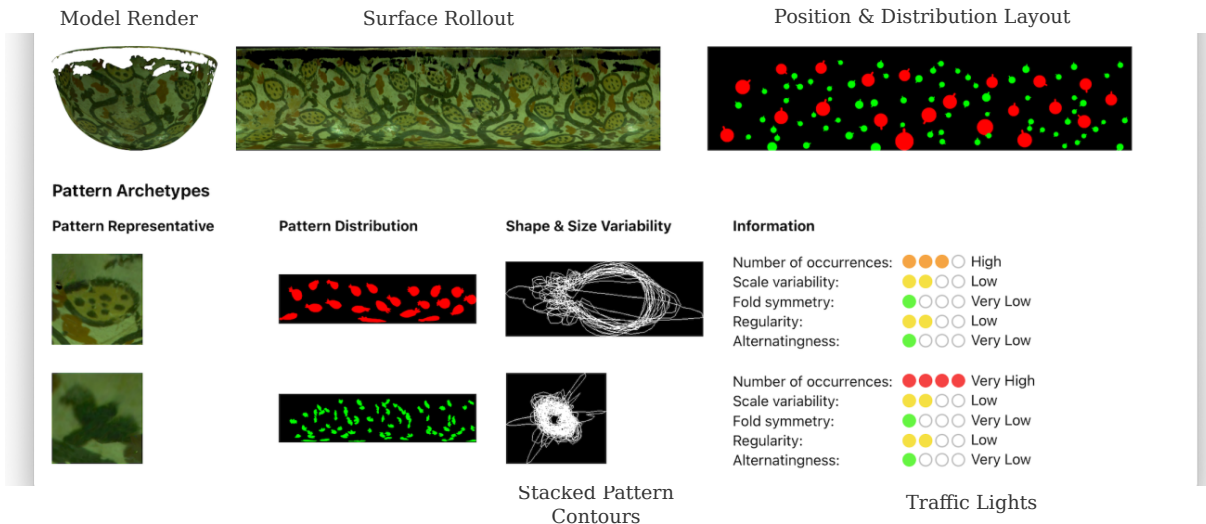 Model Render
Surface Rollout
Position & Distribution Layout
Pattern Archetypes
Pattern Representative
Pattern Distribution
Shape & Size Variability
Information
Number of occurrences: High
Scale variability: Low
Fold symmetry: Very Low
Regularity: Low
Alternatingness: Very Low
Number of occurrences: Very High
Scale variability: Low
Fold symmetry: Very Low
Regularity: Low
Alternatingness: Very Low
Stacked Pattern
Contours
Traffic Lights